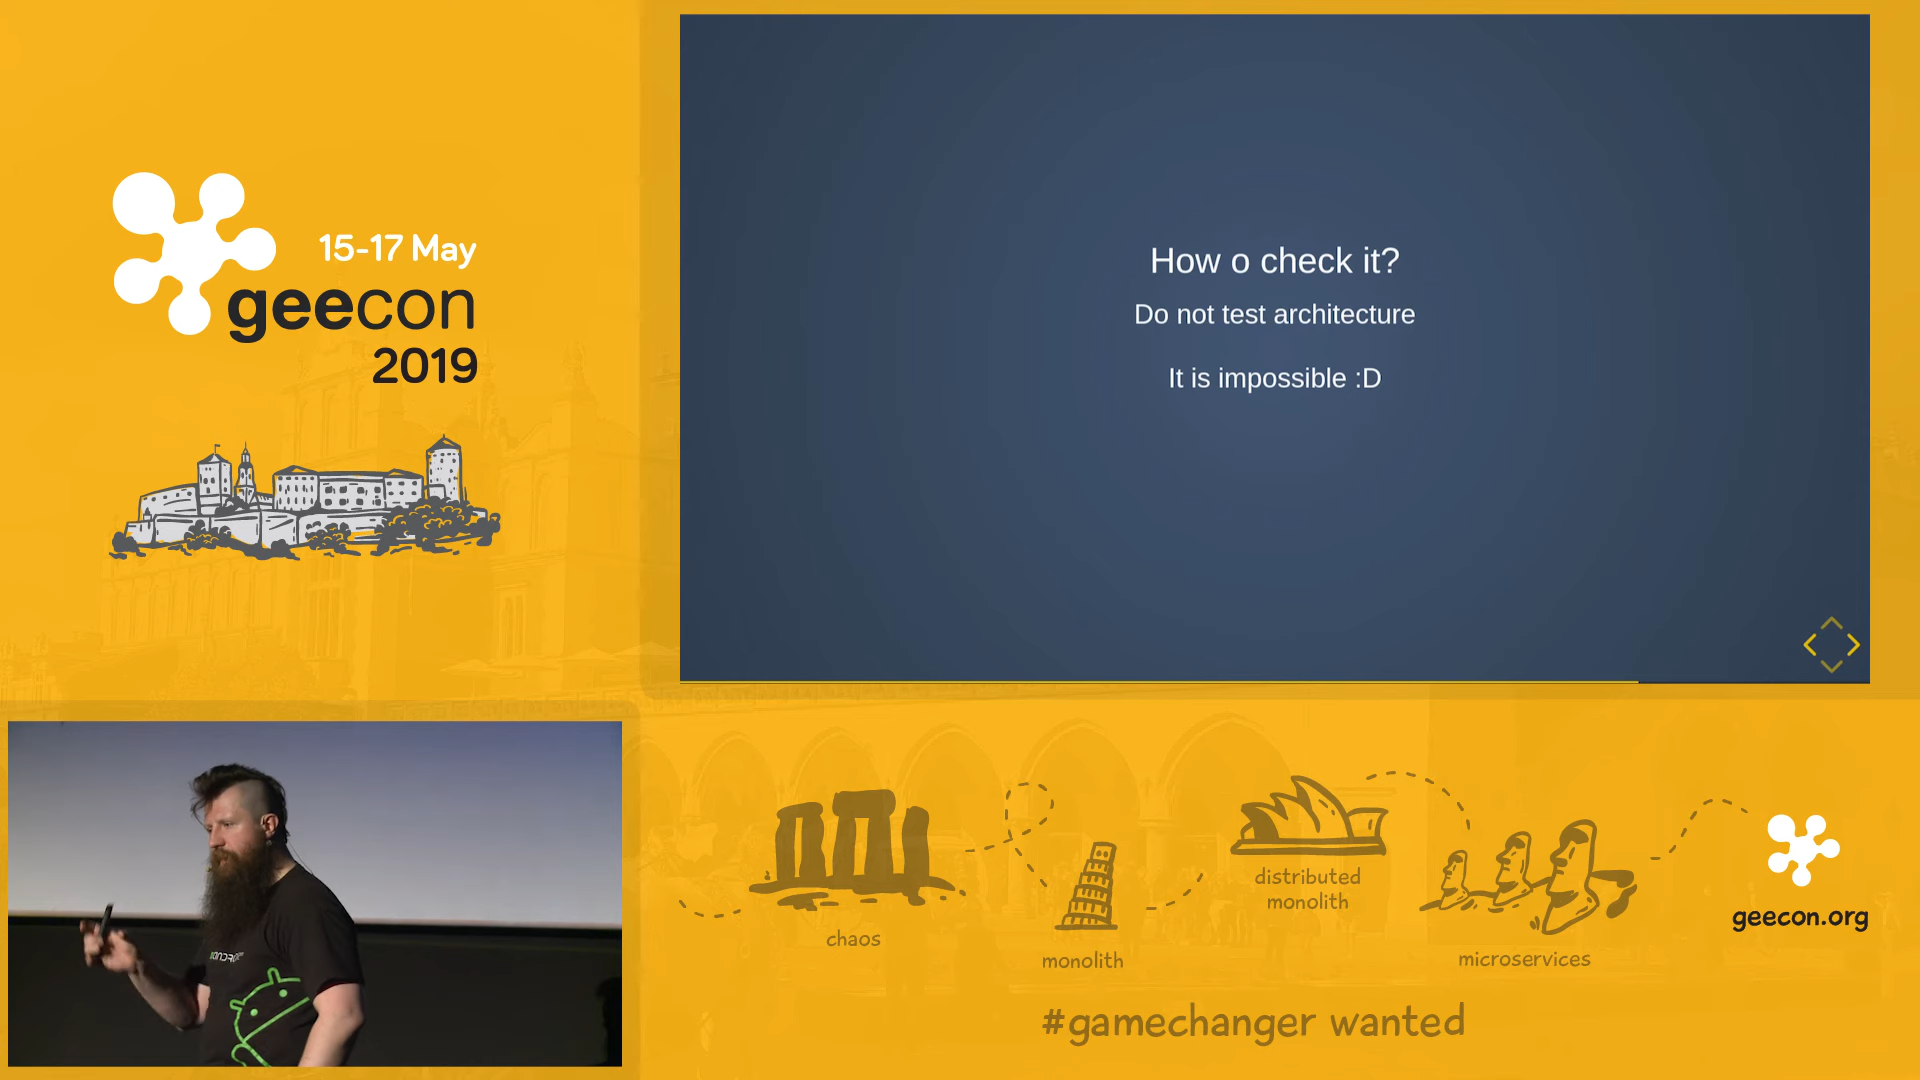 15-17 May
geecon
2019
How o check it?
Do not test architecture
It is impossible :D
chaos
monolith
distributed
monolith
microservices
geecon.org
#gamechanger wanted